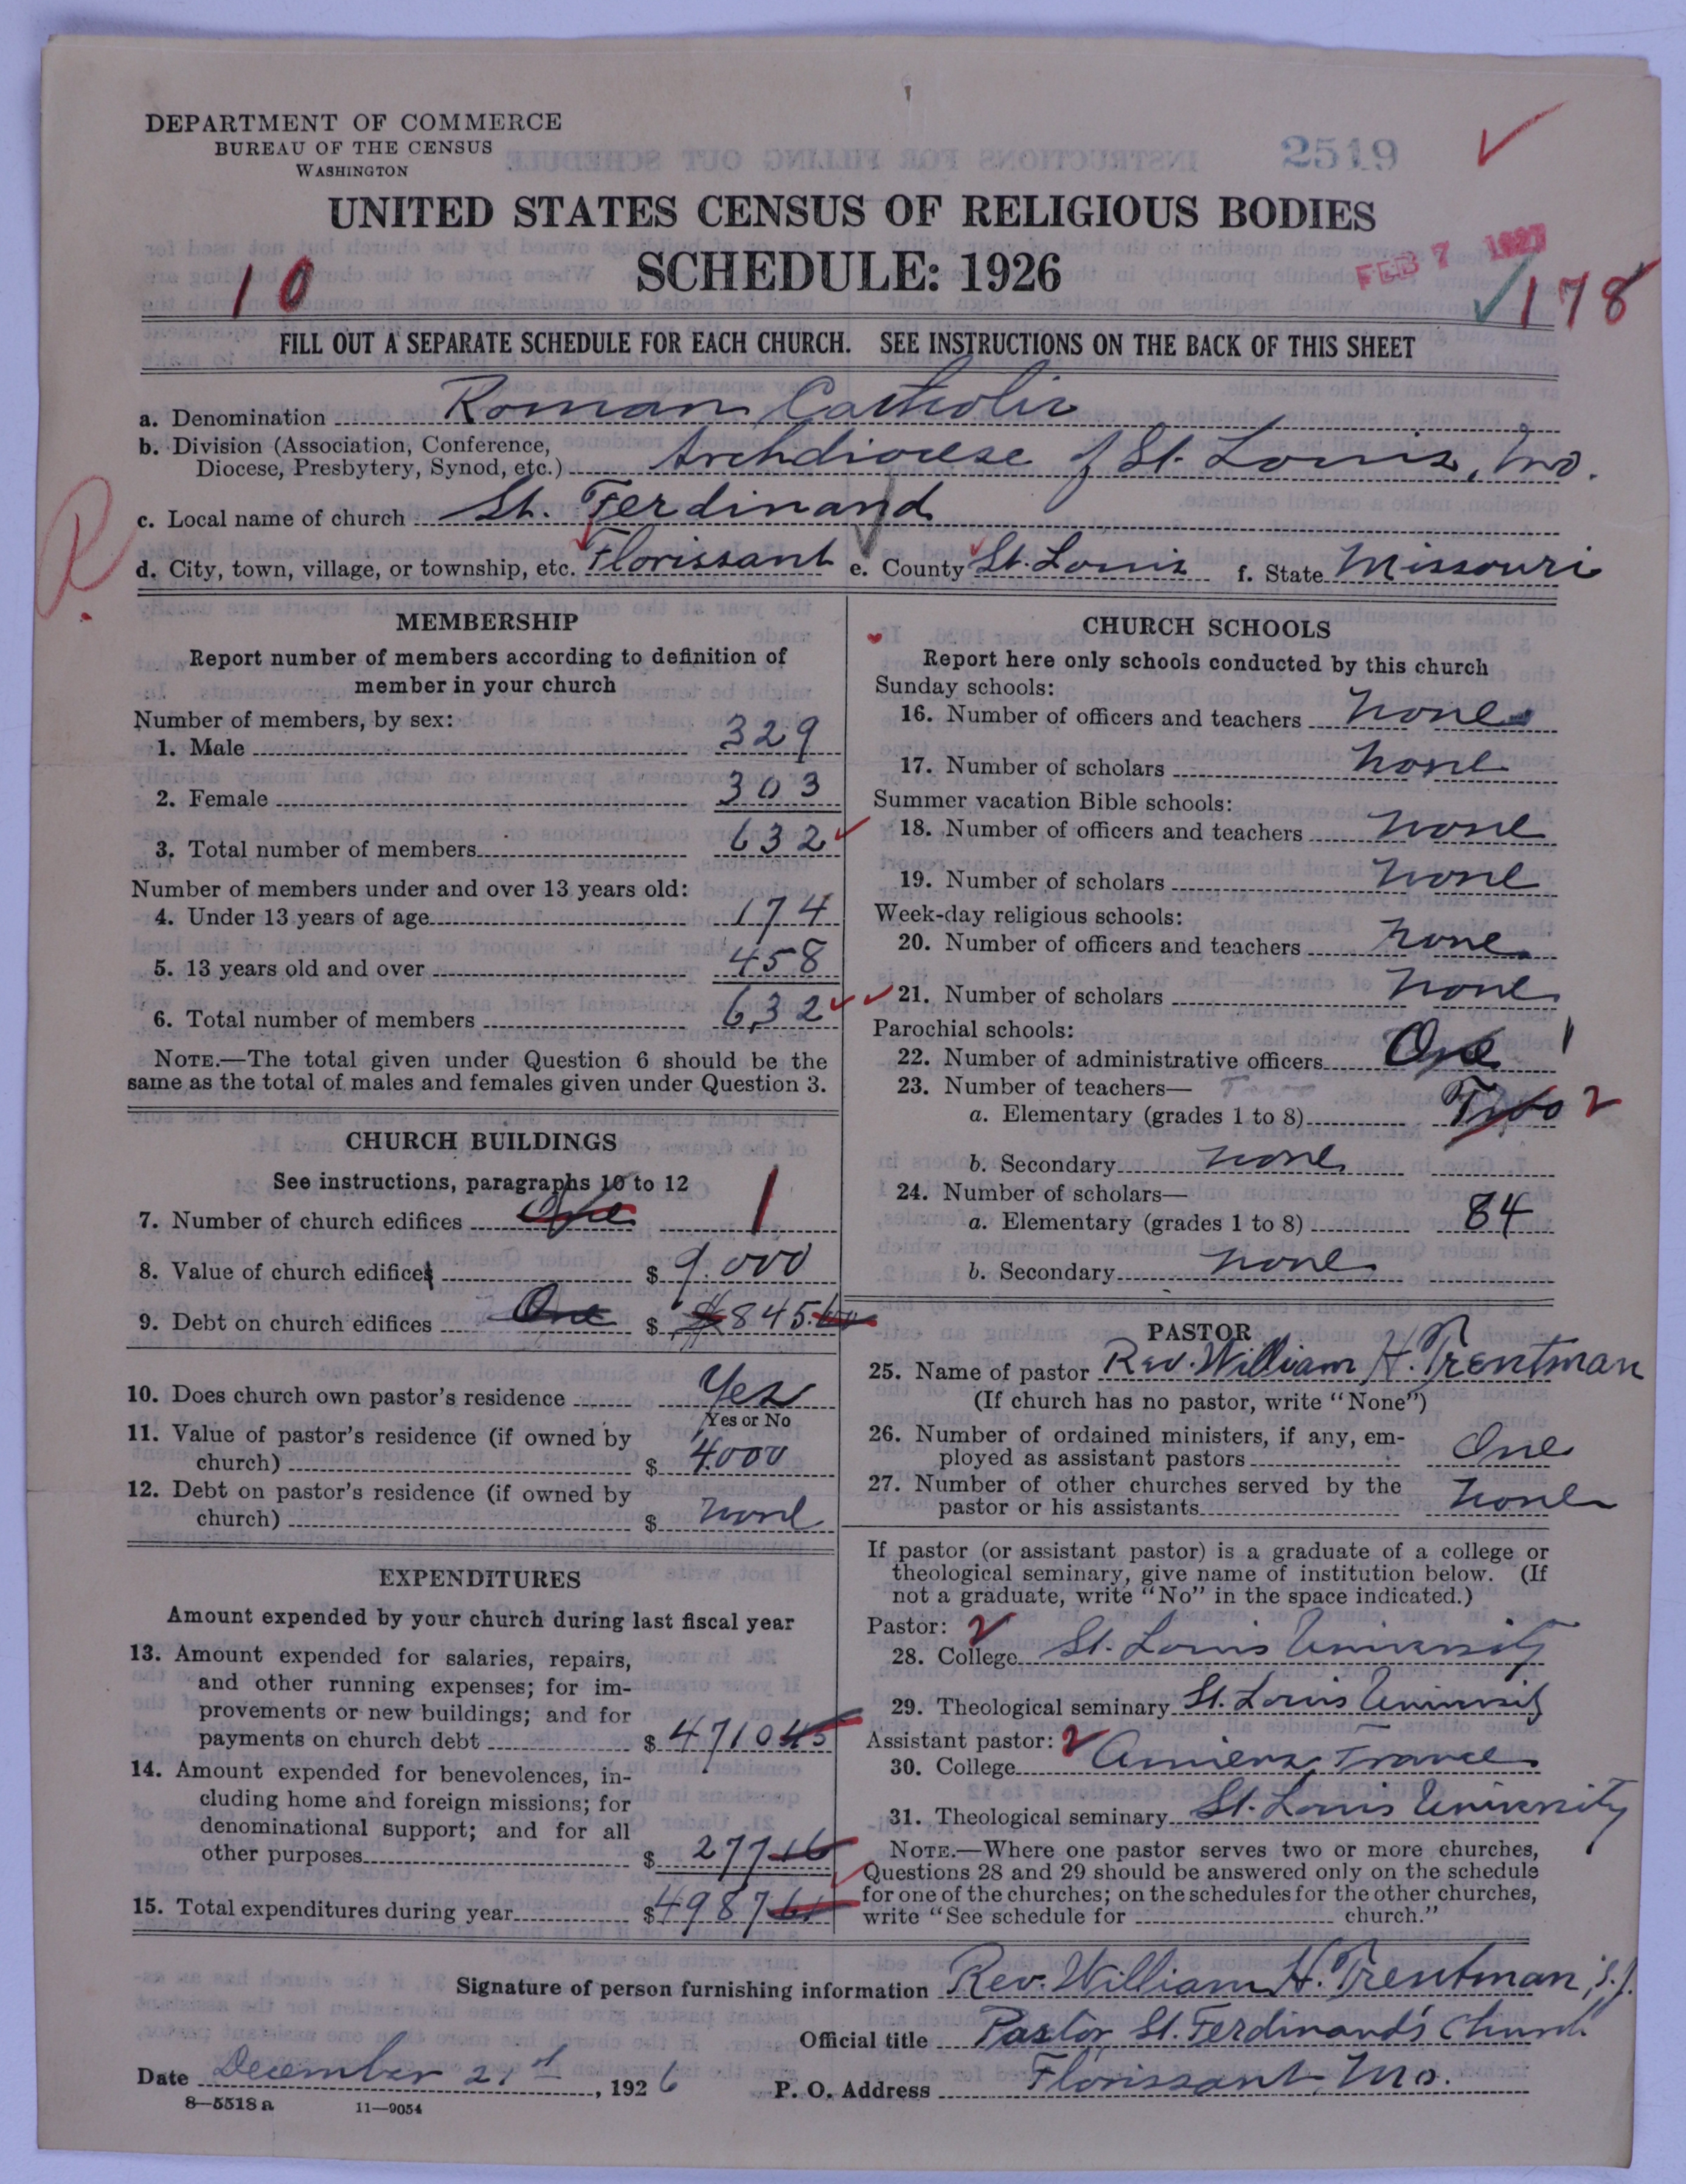 DEPARTMENT OF COMMERCE
BUREAU OF THE CENSUS
WASHINGTON
2519
UNITED STATES CENSUS OF RELIGIOUS BODIES
SCHEDULE: 1926
FEB 7 1927
10
178
FILL OUT A SEPARATE SCHEDULE FOR EACH CHURCH. SEE INSTRUCTIONS ON THE BACK OF THIS SHEET
a. Denomination Roman Catholic
b. Division (Association, Conference,
Diocese, Presbytery, Synod, etc.) Archdiocese of St. Louis, Mo.
c. Local name of church St. Ferdinand
R.
d. City, town, village, or township, etc. Florissant e. County St. Louis f. State Missouri
MEMBERSHIP
Report number of members according to definition of
member in your church
Number of members, by sex:
1. Male 329
2. Female 303
3. Total number of members 632
Number of members under and over 13 years old:
4. Under 13 years of age 174
5. 13 years old and over 458
6. Total number of members 632
NOTE.—The total given under Question 6 should be the
same as the total of males and females given under Question 3.
CHURCH BUILDINGS
See instructions, paragraphs 10 to 12
7. Number of church edifices One 1
8. Value of church edifices $ 9.000
9. Debt on church edifices One $ $845.60
10. Does church own pastor's residence Yes
Yes or No
11. Value of pastor's residence (if owned by
church) $ 4.000
12. Debt on pastor's residence (if owned by
church) $ none
EXPENDITURES
Amount expended by your church during last fiscal year
13. Amount expended for salaries, repairs,
and other running expenses; for im-
provements or new buildings; and for
payments on church debt $ 4710 45
14. Amount expended for benevolences, in-
cluding home and foreign missions; for
denominational support; and for all
other purposes $ 277 16
15. Total expenditures during year $ 4987 61
CHURCH SCHOOLS
Report here only schools conducted by this church
Sunday schools:
16. Number of officers and teachers none
17. Number of scholars none
Summer vacation Bible schools:
18. Number of officers and teachers none
19. Number of scholars none
Week-day religious schools:
20. Number of officers and teachers none
21. Number of scholars none
Parochial schools:
22. Number of administrative officers One 1
23. Number of teachers—
a. Elementary (grades 1 to 8) Two 2
b. Secondary none
24. Number of scholars—
a. Elementary (grades 1 to 8) 84
b. Secondary none
PASTOR
25. Name of pastor Rev. William H. Trentman
(If church has no pastor, write "None")
26. Number of ordained ministers, if any, em-
ployed as assistant pastors One
27. Number of other churches served by the
pastor or his assistants none
If pastor (or assistant pastor) is a graduate of a college or
theological seminary, give name of institution below. (If
not a graduate, write "No" in the space indicated.)
Pastor: 2
28. College St. Louis University
29. Theological seminary St. Louis University
Assistant pastor: 2
30. College Amiens, France
31. Theological seminary St. Louis University
NOTE.—Where one pastor serves two or more churches,
Questions 28 and 29 should be answered only on the schedule
for one of the churches; on the schedules for the other churches,
write "See schedule for church."
Signature of person furnishing information Rev. William H. Trentman, S.J.
Official title Pastor St. Ferdinand's Church
Date December 21st, 1926 P. O. Address Florissant, Mo.
8—5518a 11—9054